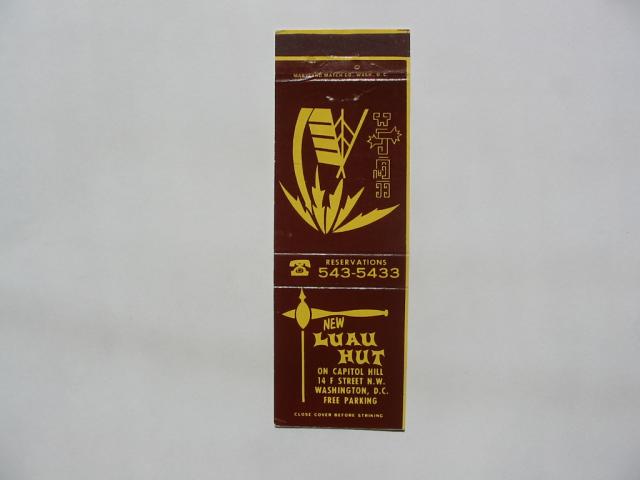 MARYLAND MATCH CO., WASH., D.C.
RESERVATIONS
543-5433
NEW
LUAU
HUT
ON CAPITOL HILL
14 F STREET N.W.
WASHINGTON, D.C.
FREE PARKING
CLOSE COVER BEFORE STRIKING